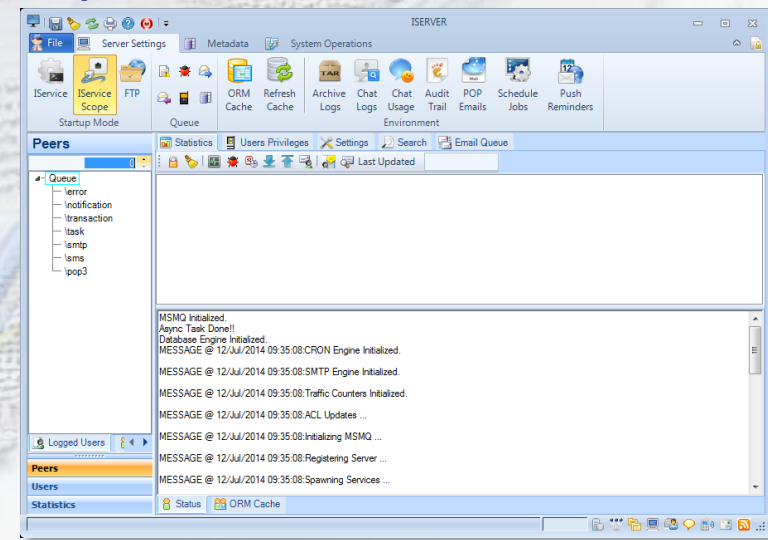 ISERVER
File Server Settings Metadata System Operations
IService IService Scope FTP ORM Cache Refresh Cache Archive Logs Chat Logs Chat Usage Audit Trail POP Emails Schedule Jobs Push Reminders
TAR
12
Startup Mode Queue Environment
Peers
Statistics Users Privileges Settings Search Email Queue
0
Last Updated
Queue
\error
\notification
\transaction
\task
\smtp
\sms
\pop3
MSMQ Initialized.
Async Task Done!!
Database Engine Initialized.
MESSAGE @ 12/Jul/2014 09:35:08:CRON Engine Initialized.
MESSAGE @ 12/Jul/2014 09:35:08:SMTP Engine Initialized.
MESSAGE @ 12/Jul/2014 09:35:08:Traffic Counters Initialized.
MESSAGE @ 12/Jul/2014 09:35:08:ACL Updates ...
MESSAGE @ 12/Jul/2014 09:35:08:Initializing MSMQ ...
MESSAGE @ 12/Jul/2014 09:35:08:Registering Server ...
MESSAGE @ 12/Jul/2014 09:35:08:Spawning Services ...
Logged Users
Peers
Users
Statistics
Status ORM Cache